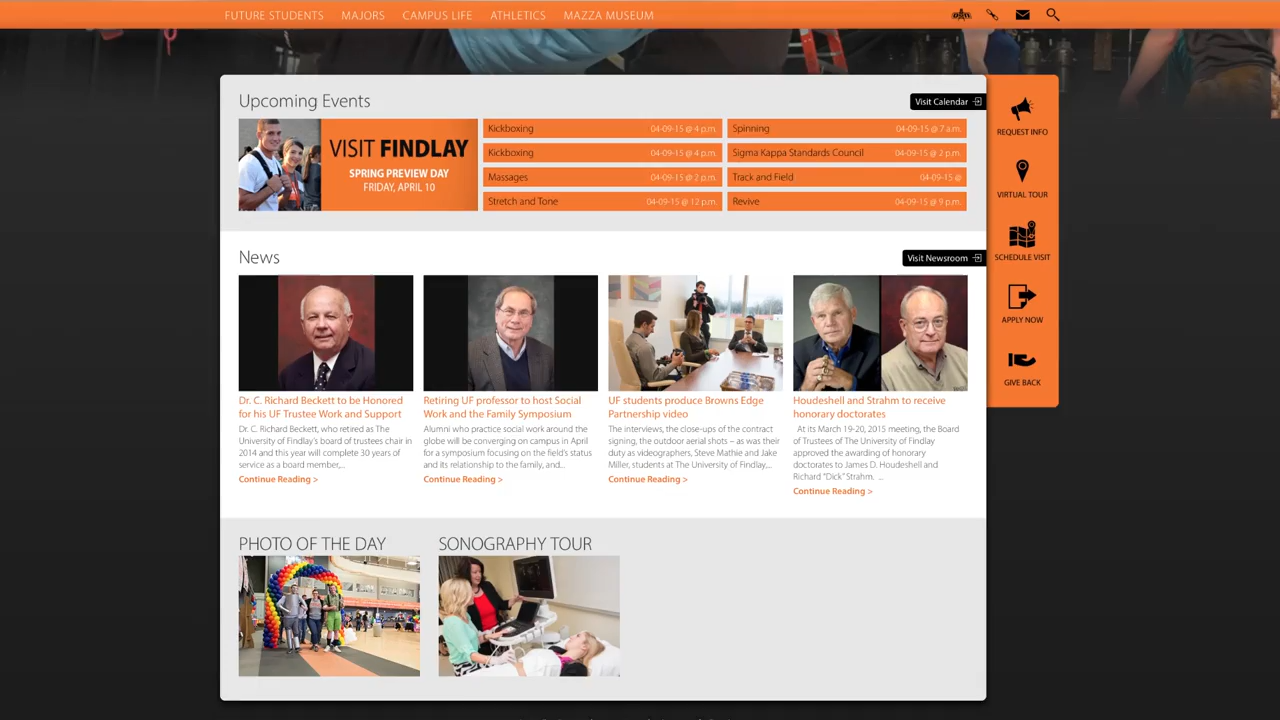 FUTURE STUDENTS MAJORS CAMPUS LIFE ATHLETICS MAZZA MUSEUM
Upcoming Events
Visit Calendar
VISIT FINDLAY
SPRING PREVIEW DAY
FRIDAY, APRIL 10
Kickboxing 04-09-15 @ 4 p.m.
Kickboxing 04-09-15 @ 4 p.m.
Massages 04-09-15 @ 2 p.m.
Stretch and Tone 04-09-15 @ 12 p.m.
Spinning 04-09-15 @ 7 a.m.
Sigma Kappa Standards Council 04-09-15 @ 2 p.m.
Track and Field 04-09-15 @
Revive 04-09-15 @ 9 p.m.
REQUEST INFO
VIRTUAL TOUR
SCHEDULE VISIT
APPLY NOW
GIVE BACK
News
Visit Newsroom
Dr. C. Richard Beckett to be Honored
for his UF Trustee Work and Support
Dr. C. Richard Beckett, who retired as The
University of Findlay's board of trustees chair in
2014 and this year will complete 30 years of
service as a board member,...
Continue Reading >
Retiring UF professor to host Social
Work and the Family Symposium
Alumni who practice social work around the
globe will be converging on campus in April
for a symposium focusing on the field's status
and its relationship to the family, and...
Continue Reading >
UF students produce Browns Edge
Partnership video
The interviews, the close-ups of the contract
signing, the outdoor aerial shots – as was their
duty as videographers, Steve Mathie and Jake
Miller, students at The University of Findlay,...
Continue Reading >
Houdeshell and Strahm to receive
honorary doctorates
At its March 19-20, 2015 meeting, the Board
of Trustees of The University of Findlay
approved the awarding of honorary
doctorates to James D. Houdeshell and
Richard "Dick" Strahm. ...
Continue Reading >
PHOTO OF THE DAY
SONOGRAPHY TOUR